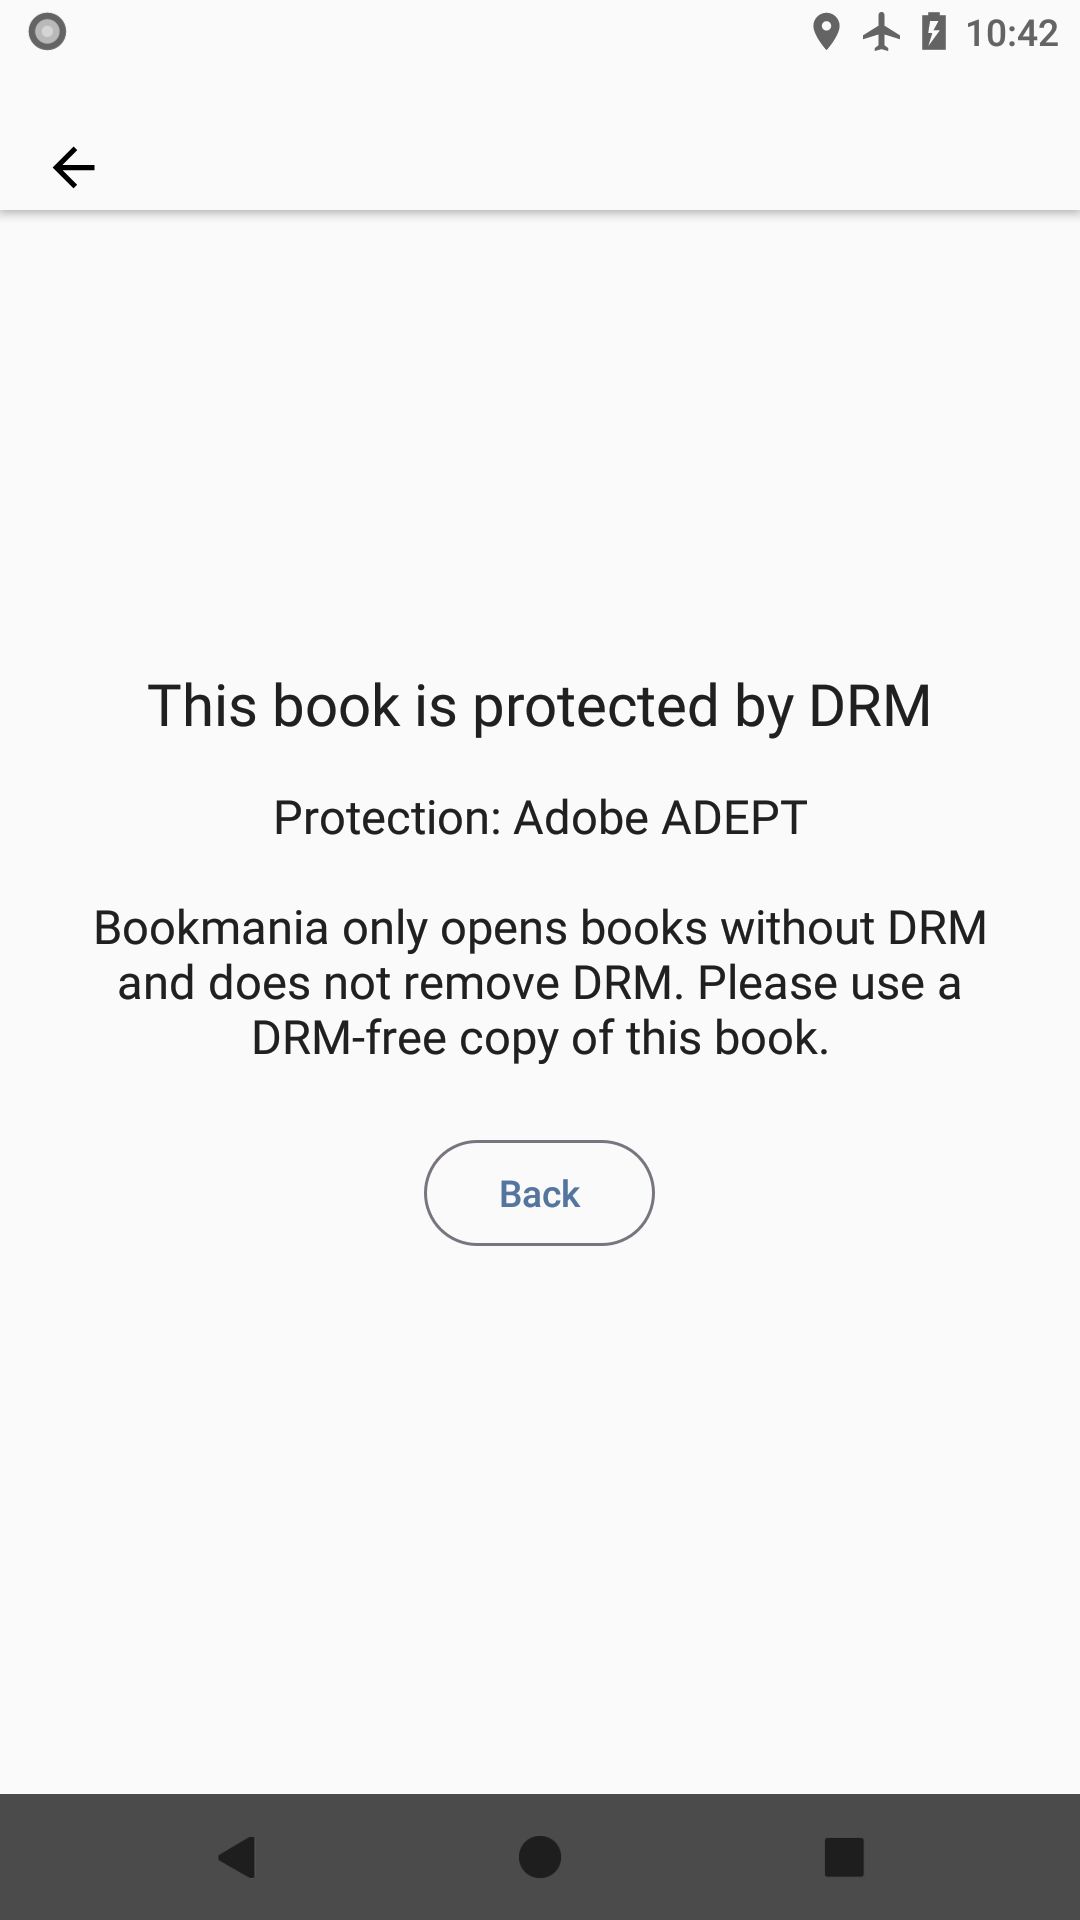 10:42
This book is protected by DRM
Protection: Adobe ADEPT
Bookmania only opens books without DRM
and does not remove DRM. Please use a
DRM-free copy of this book.
Back